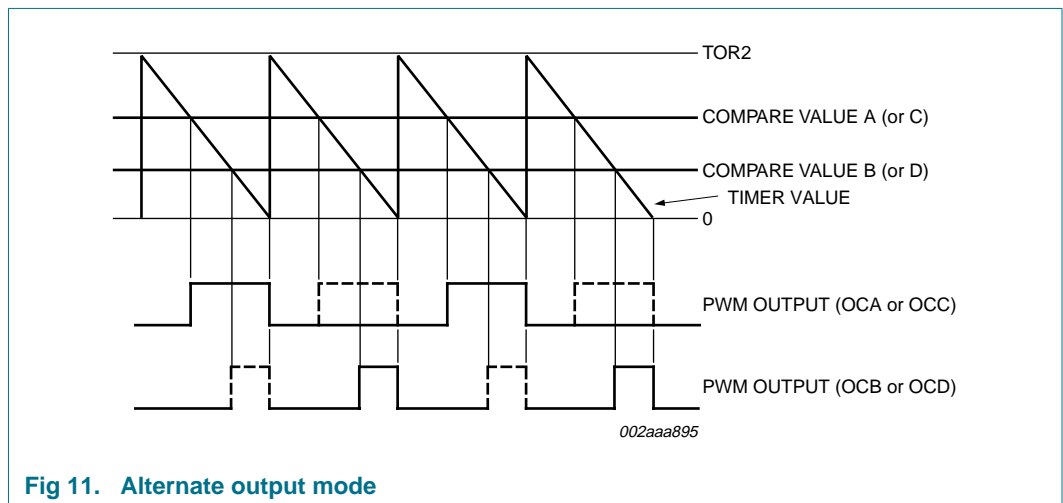 TOR2
COMPARE VALUE A (or C)
COMPARE VALUE B (or D)
TIMER VALUE
0
PWM OUTPUT (OCA or OCC)
PWM OUTPUT (OCB or OCD)
002aaa895
Fig 11. Alternate output mode